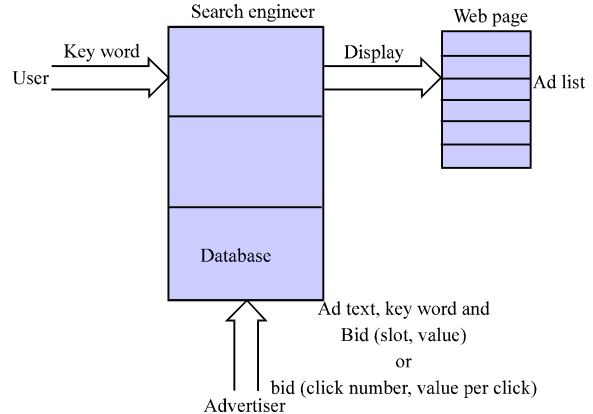 Search engineer
Web page
Key word
Display
User
Ad list
Database
Ad text, key word and
Bid (slot, value)
or
bid (click number, value per click)
Advertiser